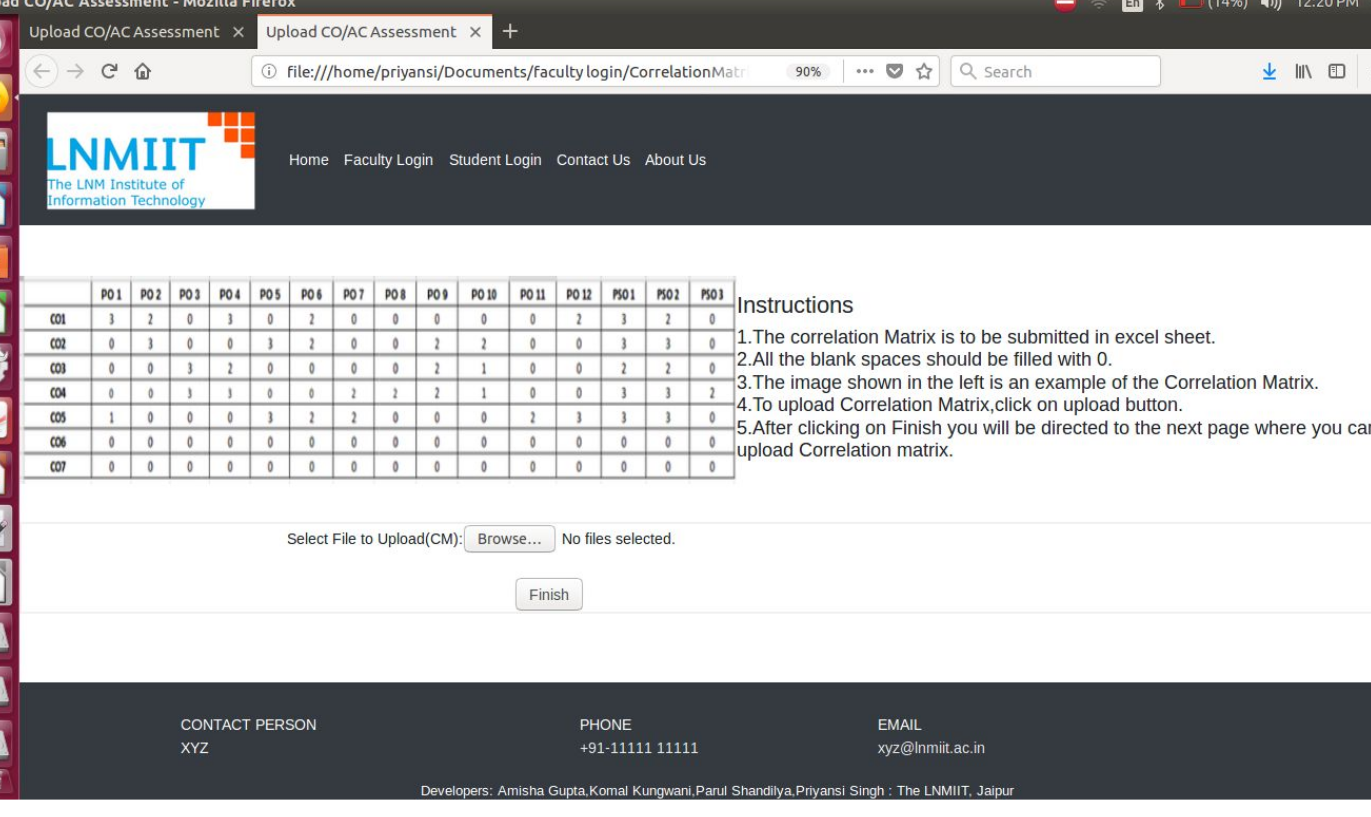 oad CO/AC Assessment - Mozilla Firefox
En (14%) 12:20 PM
Upload CO/AC Assessment × Upload CO/AC Assessment × +
file:///home/priyansi/Documents/faculty login/CorrelationMatr 90% ... Search
LNMIIT
The LNM Institute of
Information Technology
Home Faculty Login Student Login Contact Us About Us
PO 1 PO 2 PO 3 PO 4 PO 5 PO 6 PO 7 PO 8 PO 9 PO 10 PO 11 PO 12 PSO 1 PSO 2 PSO 3
CO1 3 2 0 3 0 2 0 0 0 0 0 2 3 2 0
CO2 0 3 0 0 3 2 0 0 2 2 0 0 3 3 0
CO3 0 0 3 2 0 0 0 0 2 1 0 0 2 2 0
CO4 0 0 3 3 0 0 2 2 2 1 0 0 3 3 2
CO5 1 0 0 0 3 2 2 0 0 0 2 3 3 3 0
CO6 0 0 0 0 0 0 0 0 0 0 0 0 0 0 0
CO7 0 0 0 0 0 0 0 0 0 0 0 0 0 0 0
Instructions
1.The correlation Matrix is to be submitted in excel sheet.
2.All the blank spaces should be filled with 0.
3.The image shown in the left is an example of the Correlation Matrix.
4.To upload Correlation Matrix,click on upload button.
5.After clicking on Finish you will be directed to the next page where you can
upload Correlation matrix.
Select File to Upload(CM): Browse... No files selected.
Finish
CONTACT PERSON PHONE EMAIL
XYZ +91-11111 11111 xyz@lnmiit.ac.in
Developers: Amisha Gupta,Komal Kungwani,Parul Shandilya,Priyansi Singh : The LNMIIT, Jaipur